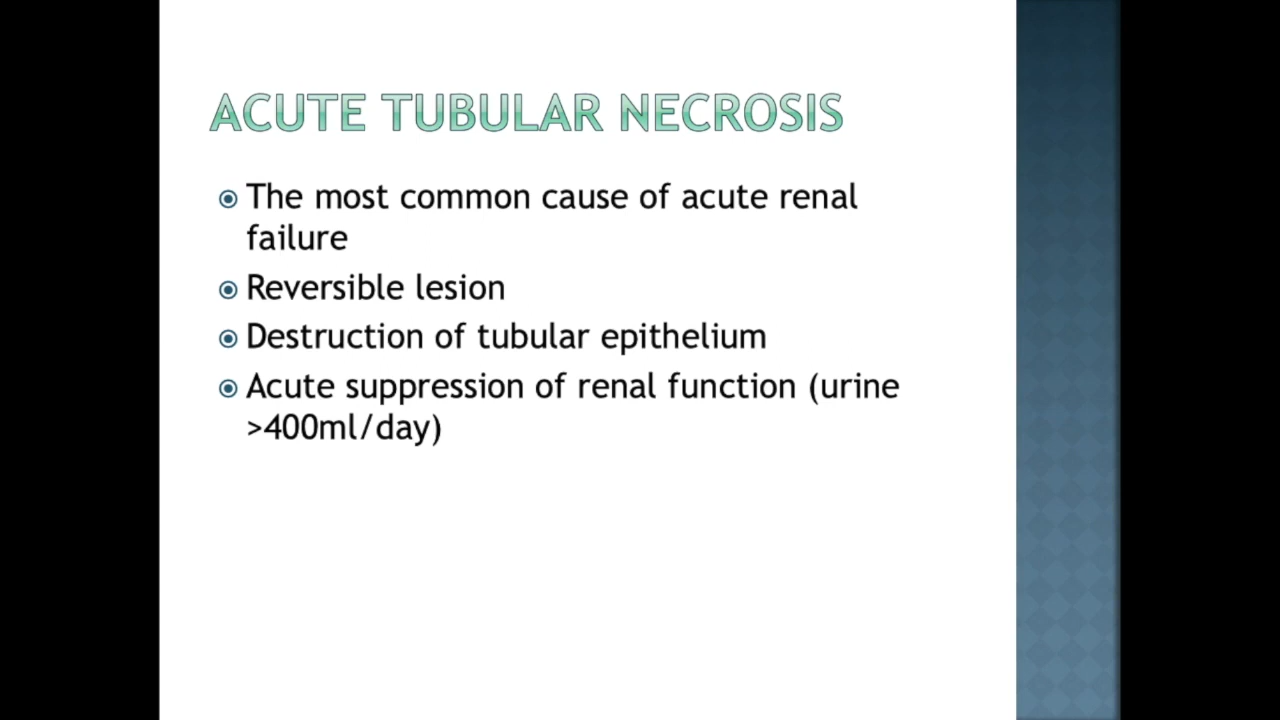 ACUTE TUBULAR NECROSIS
The most common cause of acute renal
failure
Reversible lesion
Destruction of tubular epithelium
Acute suppression of renal function (urine
>400ml/day)